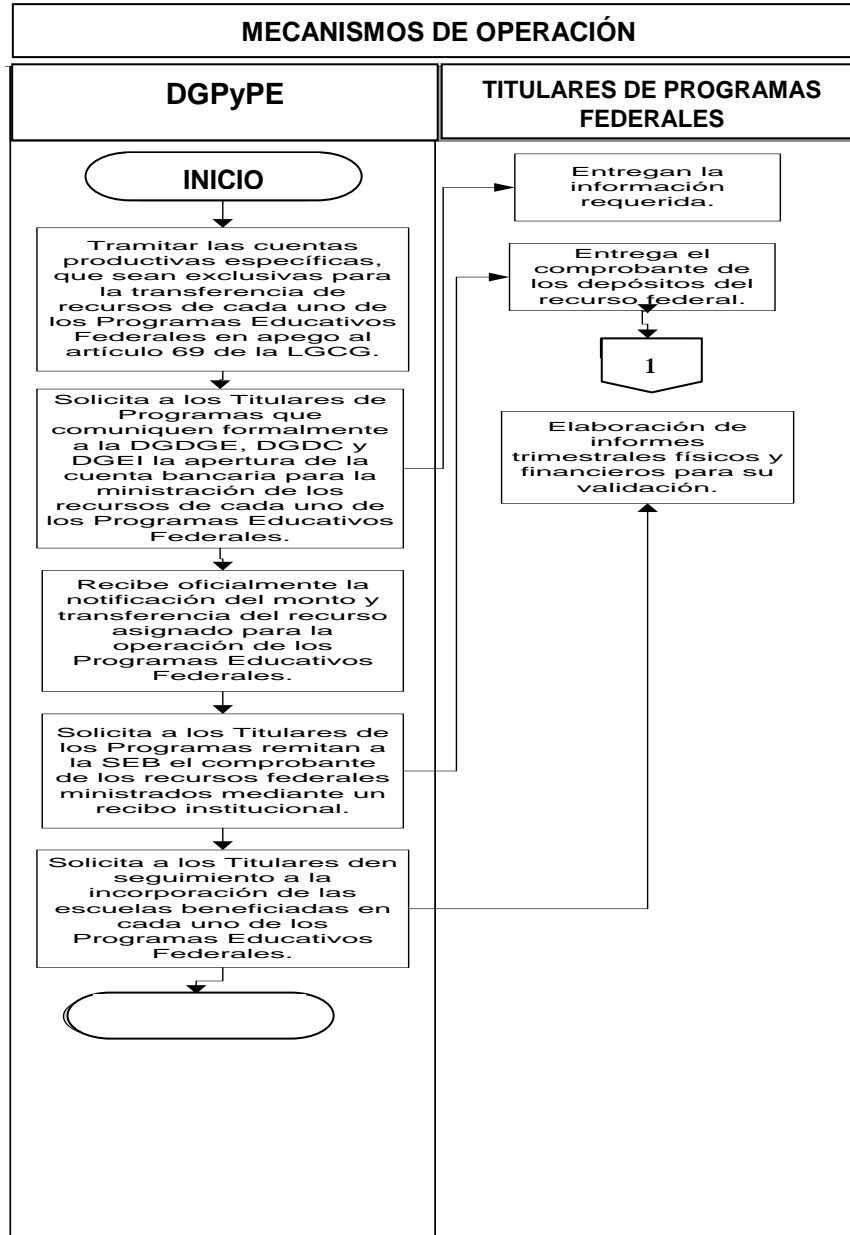 MECANISMOS DE OPERACIÓN
DGPyPE
TITULARES DE PROGRAMAS
FEDERALES
INICIO
Tramitar las cuentas
productivas específicas,
que sean exclusivas para
la transferencia de
recursos de cada uno de
los Programas Educativos
Federales en apego al
artículo 69 de la LGCG.
Solicita a los Titulares de
Programas que
comuniquen formalmente
a la DGDGE, DGDC y
DGEI la apertura de la
cuenta bancaria para la
ministración de los
recursos de cada uno de
los Programas Educativos
Federales.
Recibe oficialmente la
notificación del monto y
transferencia del recurso
asignado para la
operación de los
Programas Educativos
Federales.
Solicita a los Titulares de
los Programas remitan a
la SEB el comprobante
de los recursos federales
ministrados mediante un
recibo institucional.
Solicita a los Titulares den
seguimiento a la
incorporación de las
escuelas beneficiadas en
cada uno de los
Programas Educativos
Federales.
Entregan la
información
requerida.
Entrega el
comprobante de
los depósitos del
recurso federal.
1
Elaboración de
informes
trimestrales físicos y
financieros para su
validación.